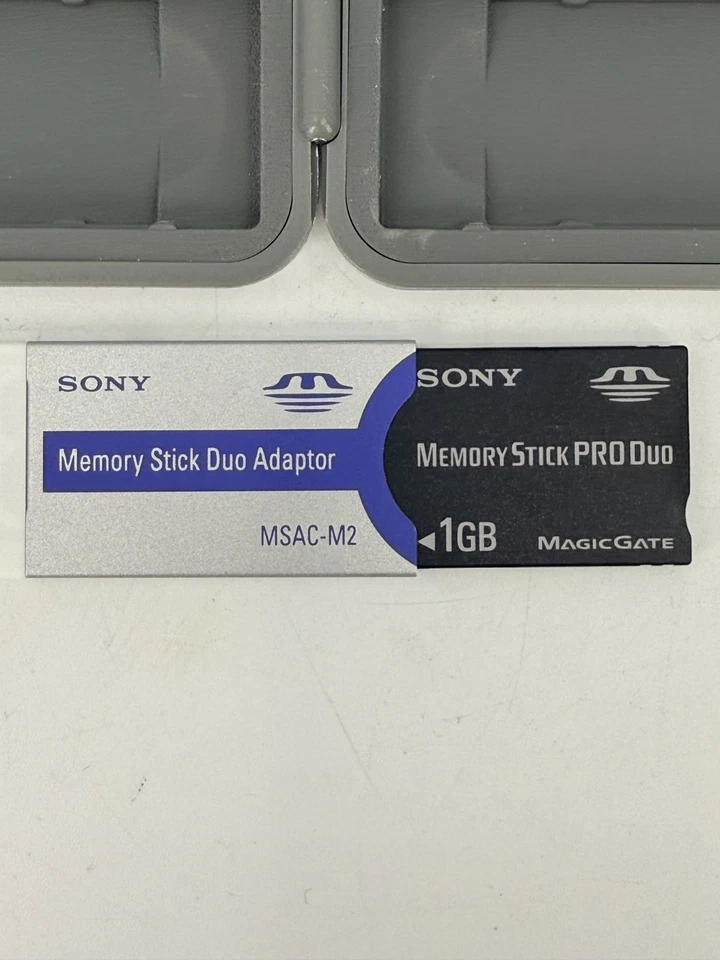 SONY
Memory Stick Duo Adaptor
MSAC-M2
SONY
MEMORY STICK PRO DUO
◄1GB
MAGICGATE